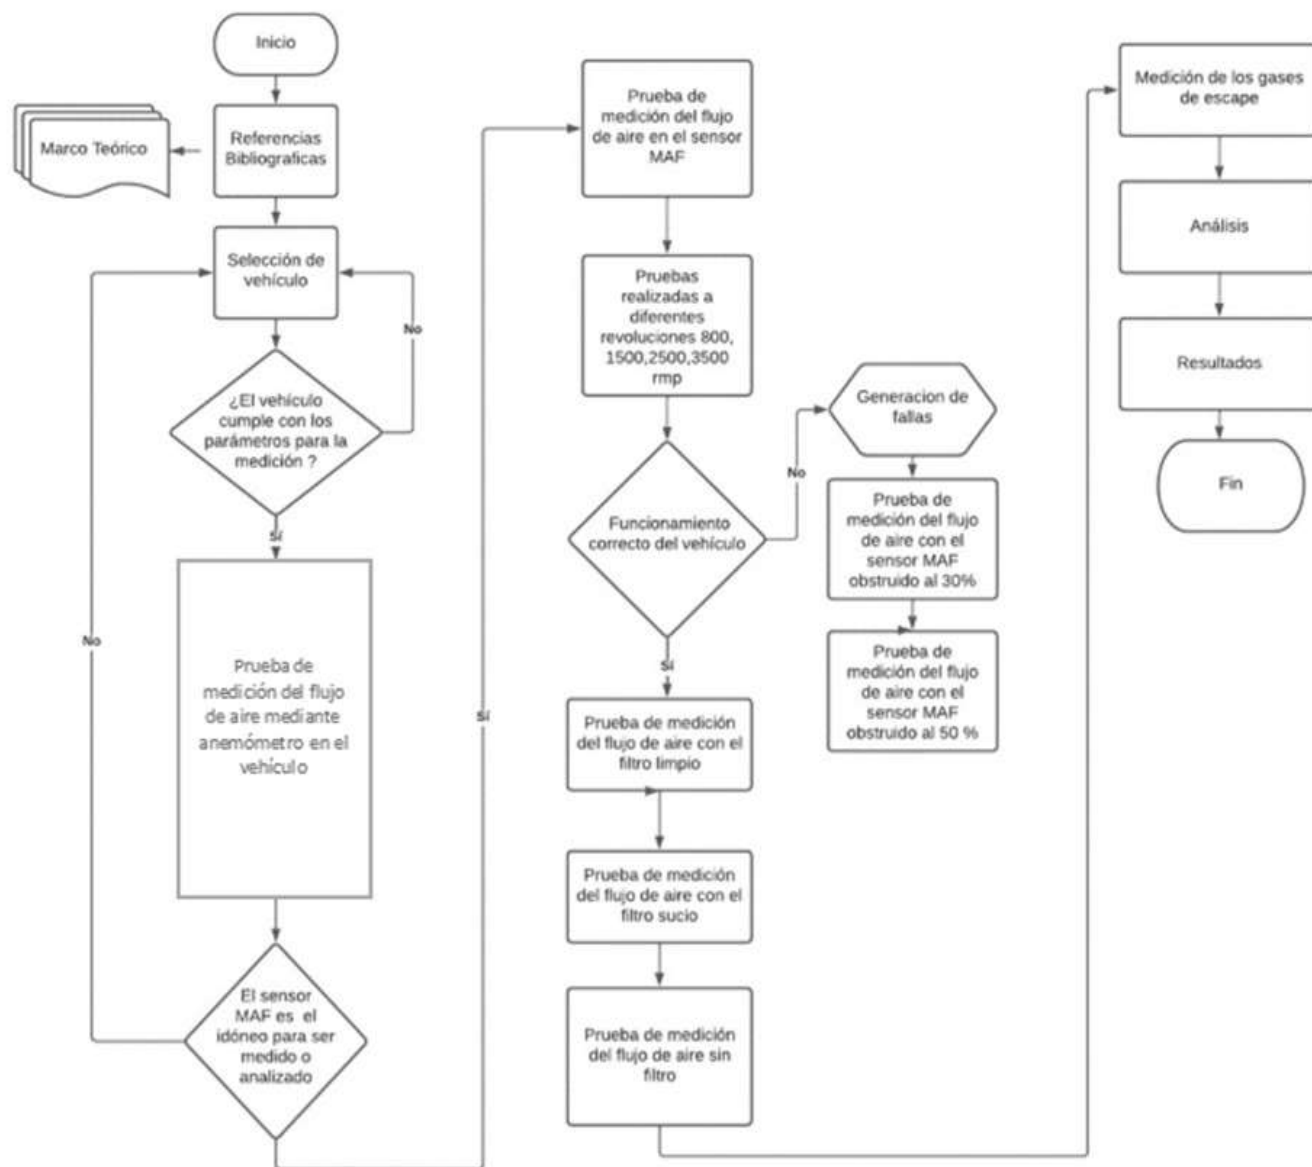 Inicio
Referencias
Bibliograficas
Marco Teórico
Selección de
vehículo
No
¿El vehículo
cumple con los
parámetros para la
medición ?
Sí
Prueba de
medición del flujo
de aire mediante
anemómetro en el
vehículo
No
El sensor
MAF es el
idóneo para ser
medido o
analizado
Sí
Prueba de
medición del flujo
de aire en el sensor
MAF
Pruebas
realizadas a
diferentes
revoluciones 800,
1500,2500,3500
rmp
Funcionamiento
correcto del vehículo
No
Generacion de
fallas
Prueba de
medición del flujo
de aire con el
sensor MAF
obstruido al 30%
Prueba de
medición del flujo
de aire con el
sensor MAF
obstruido al 50 %
Sí
Prueba de medición
del flujo de aire con el
filtro limpio
Prueba de medición
del flujo de aire con el
filtro sucio
Prueba de medición
del flujo de aire sin
filtro
Medición de los gases
de escape
Análisis
Resultados
Fin